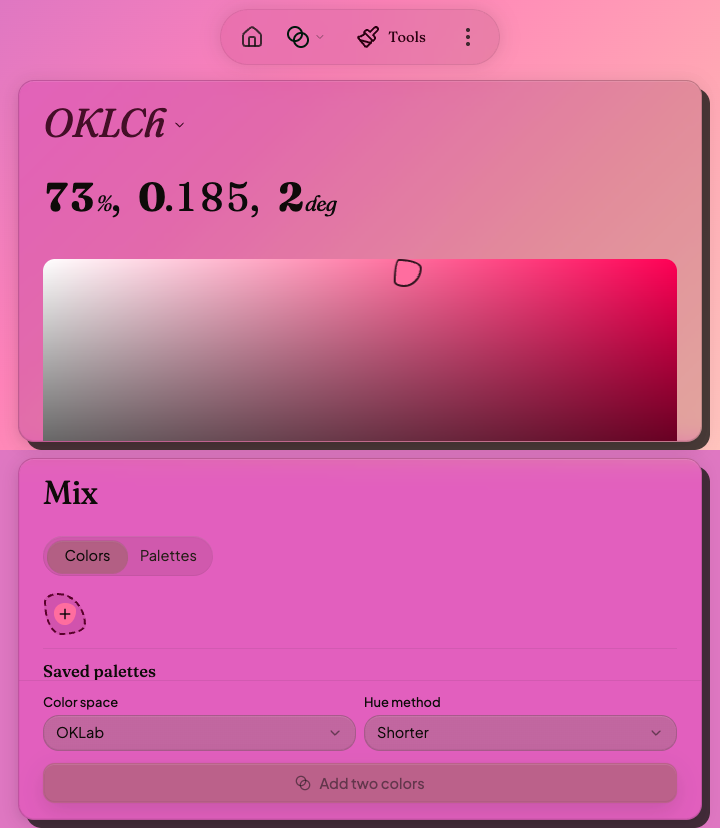 Tools
OKLCh
73%, 0.185, 2deg
Mix
Colors Palettes
Saved palettes
Color space Hue method
OKLab Shorter
Add two colors